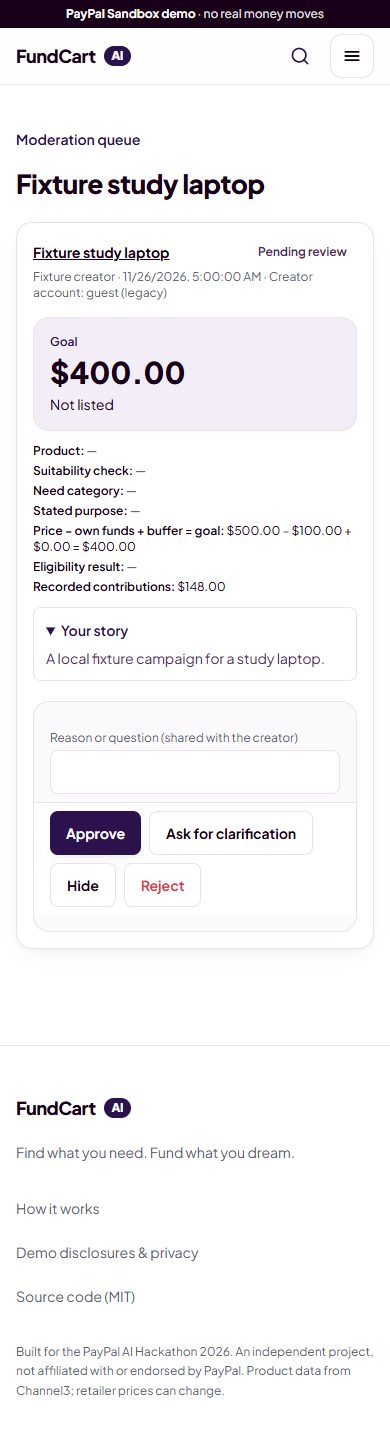 PayPal Sandbox demo · no real money moves
FundCart AI
Moderation queue
Fixture study laptop
Fixture study laptop
Pending review
Fixture creator · 11/26/2026, 5:00:00 AM · Creator
account: guest (legacy)
Goal
$400.00
Not listed
Product: —
Suitability check: —
Need category: —
Stated purpose: —
Price − own funds + buffer = goal: $500.00 − $100.00 +
$0.00 = $400.00
Eligibility result: —
Recorded contributions: $148.00
▼ Your story
A local fixture campaign for a study laptop.
Reason or question (shared with the creator)
Approve
Ask for clarification
Hide
Reject
FundCart AI
Find what you need. Fund what you dream.
How it works
Demo disclosures & privacy
Source code (MIT)
Built for the PayPal AI Hackathon 2026. An independent project,
not affiliated with or endorsed by PayPal. Product data from
Channel3; retailer prices can change.